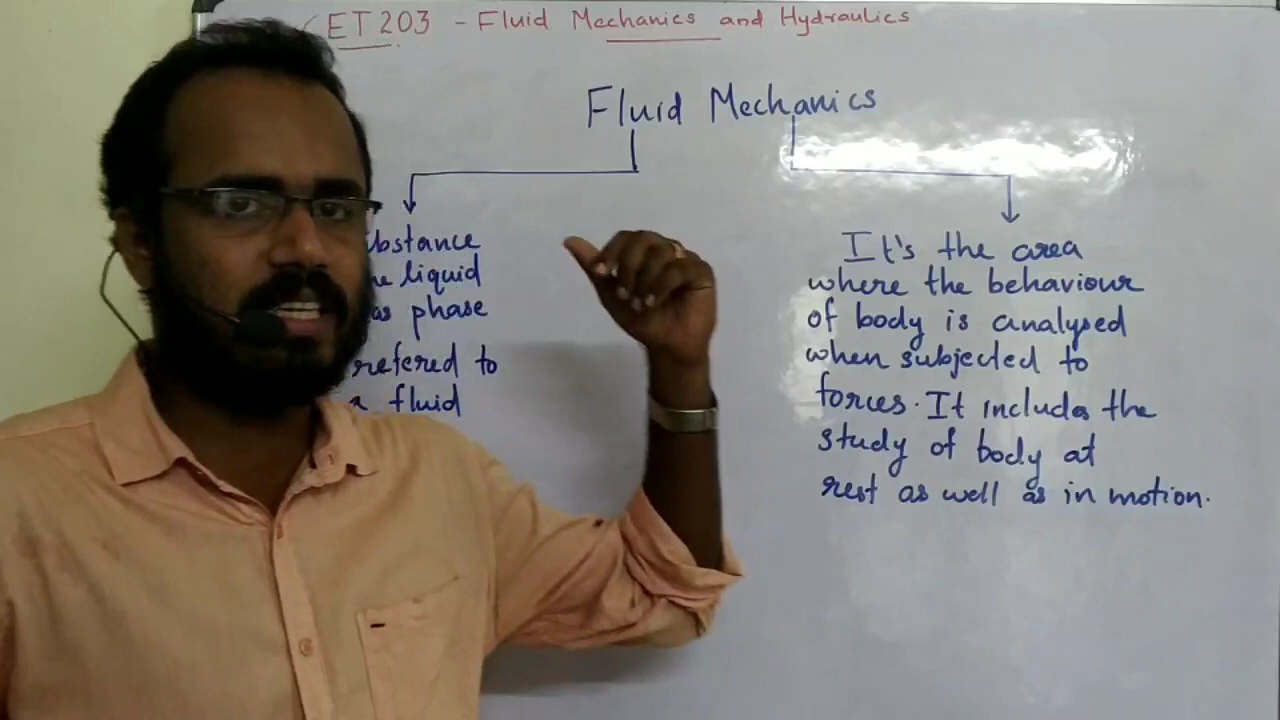 ET 203 - Fluid Mechanics and Hydraulics
Fluid Mechanics
bstance
liquid
phase
refered to
fluid
It's the area
where the behaviour
of body is analysed
when subjected to
forces. It includes the
study of body at
rest as well as in motion.